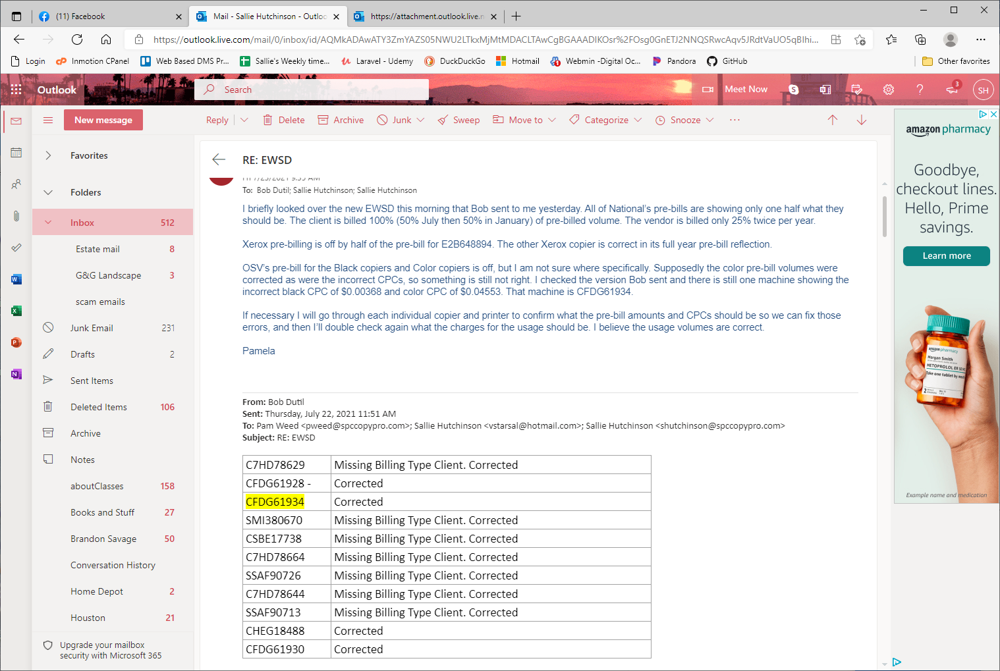 (11) Facebook
Mail - Sallie Hutchinson - Outloo
https://attachment.outlook.live.n
https://outlook.live.com/mail/0/inbox/id/AQMkADAwATY3ZmYAZS05NWU2LTkxMjMtMDACLTAwCgBGAAADIKOsr%2FOsg0GnETJ2NNQSRwcAqv5JRdtVaUO5qBIhi...
Login
Inmotion CPanel
Web Based DMS Pr...
Sallie's Weekly time...
Laravel - Udemy
DuckDuckGo
Hotmail
Webmin -Digital Oc...
Pandora
GitHub
Other favorites
Outlook
Search
Meet Now
3
SH
New message
Reply
Delete
Archive
Junk
Sweep
Move to
Categorize
Snooze
Favorites
Folders
Inbox 512
Estate mail 8
G&G Landscape 3
scam emails
Junk Email 231
Drafts 2
Sent Items
Deleted Items 106
Archive
Notes
aboutClasses 158
Books and Stuff 27
Brandon Savage 50
Conversation History
Home Depot 2
Houston 21
Upgrade your mailbox
security with Microsoft 365
RE: EWSD
To: Bob Dutil; Sallie Hutchinson; Sallie Hutchinson
I briefly looked over the new EWSD this morning that Bob sent to me yesterday. All of National's pre-bills are showing only one half what they
should be. The client is billed 100% (50% July then 50% in January) of pre-billed volume. The vendor is billed only 25% twice per year.
Xerox pre-billing is off by half of the pre-bill for E2B648894. The other Xerox copier is correct in its full year pre-bill reflection.
OSV's pre-bill for the Black copiers and Color copiers is off, but I am not sure where specifically. Supposedly the color pre-bill volumes were
corrected as were the incorrect CPCs, so something is still not right. I checked the version Bob sent and there is still one machine showing the
incorrect black CPC of $0.00368 and color CPC of $0.04553. That machine is CFDG61934.
If necessary I will go through each individual copier and printer to confirm what the pre-bill amounts and CPCs should be so we can fix those
errors, and then I'll double check again what the charges for the usage should be. I believe the usage volumes are correct.
Pamela
From: Bob Dutil
Sent: Thursday, July 22, 2021 11:51 AM
To: Pam Weed <pweed@spccopypro.com>; Sallie Hutchinson <vstarsal@hotmail.com>; Sallie Hutchinson <shutchinson@spccopypro.com>
Subject: RE: EWSD
C7HD78629 Missing Billing Type Client. Corrected
CFDG61928 - Corrected
CFDG61934 Corrected
SMI380670 Missing Billing Type Client. Corrected
CSBE17738 Missing Billing Type Client. Corrected
C7HD78664 Missing Billing Type Client. Corrected
SSAF90726 Missing Billing Type Client. Corrected
C7HD78644 Missing Billing Type Client. Corrected
SSAF90713 Missing Billing Type Client. Corrected
CHEG18488 Corrected
CFDG61930 Corrected
amazon pharmacy
Goodbye,
checkout lines.
Hello, Prime
savings.
Learn more
amazon pharmacy
Morgan Smith
METOPROLOL ER 50
Take one tablet by
2
Example name and medication